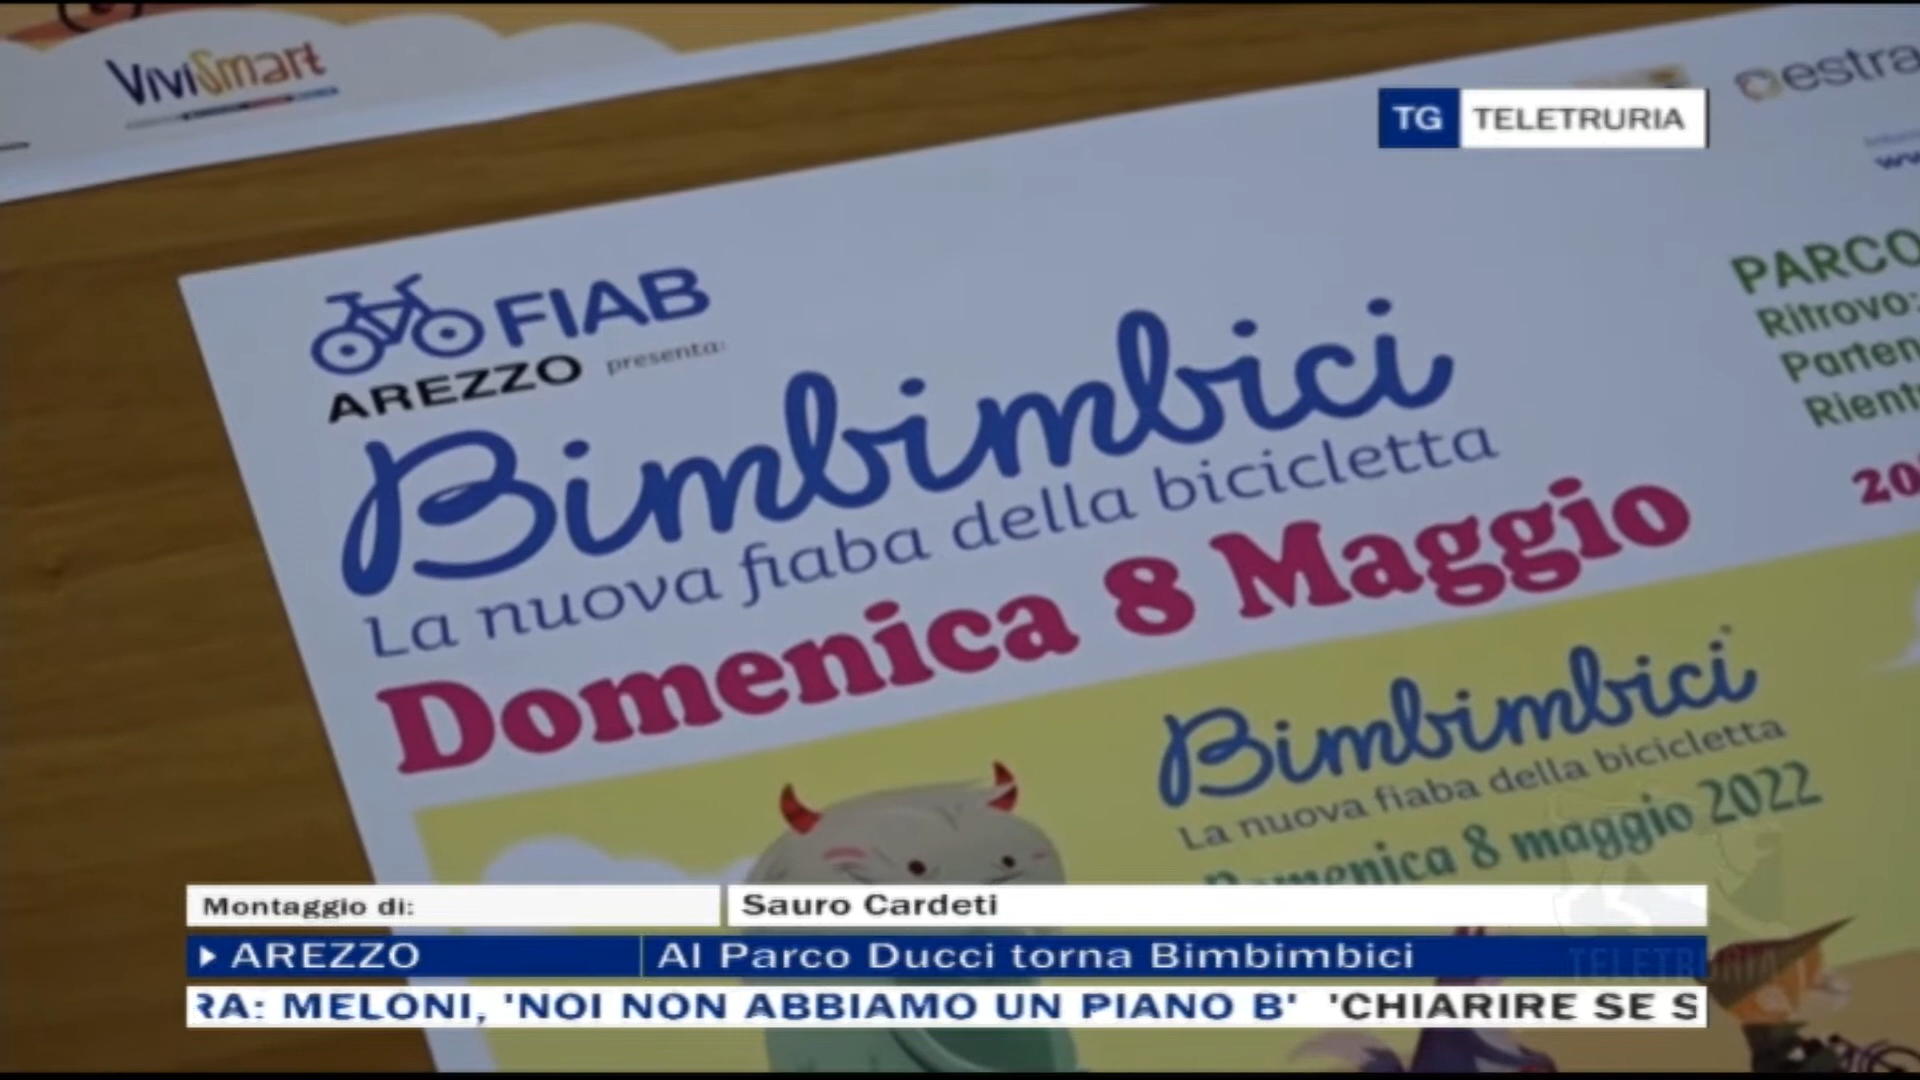 ViviSmart
estra
TG TELETRURIA
FIAB
AREZZO presenta:
Bimbimbici
La nuova fiaba della bicicletta
Domenica 8 Maggio
PARCO
Ritrovo:
Bimbimbici
La nuova fiaba della bicicletta
Domenica 8 maggio 2022
Montaggio di: Sauro Cardeti
AREZZO Al Parco Ducci torna Bimbimbici
RA: MELONI, 'NOI NON ABBIAMO UN PIANO B' 'CHIARIRE SE S
TELETRURIA